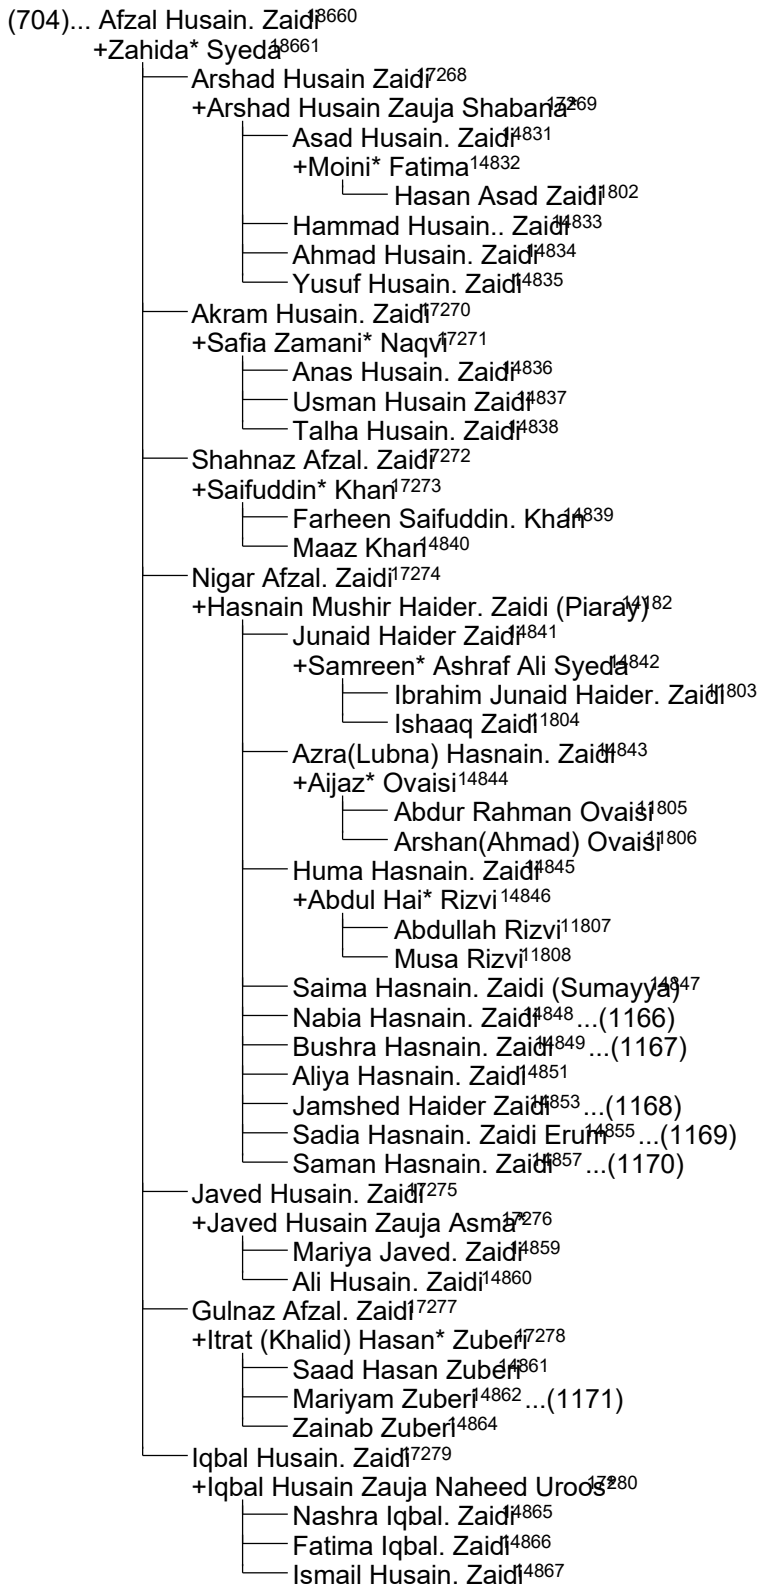 (704)... Afzal Husain. Zaidi18660
+Zahida* Syeda18661
Arshad Husain Zaidi17268
+Arshad Husain Zauja Shabana*17269
Asad Husain. Zaidi14831
+Moini* Fatima14832
Hasan Asad Zaidi11802
Hammad Husain.. Zaidi14833
Ahmad Husain. Zaidi14834
Yusuf Husain. Zaidi14835
Akram Husain. Zaidi17270
+Safia Zamani* Naqvi17271
Anas Husain. Zaidi14836
Usman Husain Zaidi14837
Talha Husain. Zaidi14838
Shahnaz Afzal. Zaidi17272
+Saifuddin* Khan17273
Farheen Saifuddin. Khan14839
Maaz Khan14840
Nigar Afzal. Zaidi17274
+Hasnain Mushir Haider. Zaidi (Piaray)14182
Junaid Haider Zaidi14841
+Samreen* Ashraf Ali Syeda14842
Ibrahim Junaid Haider. Zaidi11803
Ishaaq Zaidi11804
Azra(Lubna) Hasnain. Zaidi14843
+Aijaz* Ovaisi14844
Abdur Rahman Ovaisi11805
Arshan(Ahmad) Ovaisi11806
Huma Hasnain. Zaidi14845
+Abdul Hai* Rizvi14846
Abdullah Rizvi11807
Musa Rizvi11808
Saima Hasnain. Zaidi (Sumayya)14847
Nabia Hasnain. Zaidi14848 ...(1166)
Bushra Hasnain. Zaidi14849 ...(1167)
Aliya Hasnain. Zaidi14851
Jamshed Haider Zaidi14853 ...(1168)
Sadia Hasnain. Zaidi Erum14855 ...(1169)
Saman Hasnain. Zaidi14857 ...(1170)
Javed Husain. Zaidi17275
+Javed Husain Zauja Asma*17276
Mariya Javed. Zaidi14859
Ali Husain. Zaidi14860
Gulnaz Afzal. Zaidi17277
+Itrat (Khalid) Hasan* Zuberi17278
Saad Hasan Zuberi14861
Mariyam Zuberi14862 ...(1171)
Zainab Zuberi14864
Iqbal Husain. Zaidi17279
+Iqbal Husain Zauja Naheed Uroos*17280
Nashra Iqbal. Zaidi14865
Fatima Iqbal. Zaidi14866
Ismail Husain. Zaidi14867